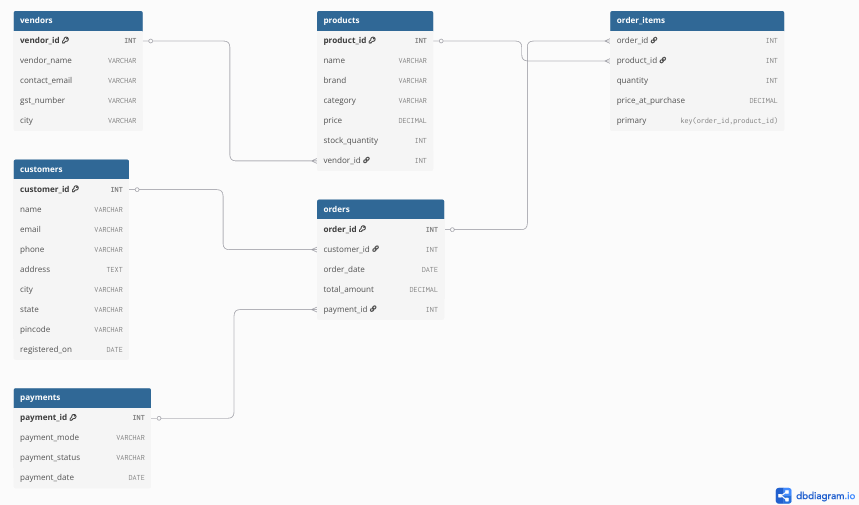 vendors
vendor_id INT
vendor_name VARCHAR
contact_email VARCHAR
gst_number VARCHAR
city VARCHAR
products
product_id INT
name VARCHAR
brand VARCHAR
category VARCHAR
price DECIMAL
stock_quantity INT
vendor_id INT
order_items
order_id INT
product_id INT
quantity INT
price_at_purchase DECIMAL
primary key(order_id,product_id)
customers
customer_id INT
name VARCHAR
email VARCHAR
phone VARCHAR
address TEXT
city VARCHAR
state VARCHAR
pincode VARCHAR
registered_on DATE
orders
order_id INT
customer_id INT
order_date DATE
total_amount DECIMAL
payment_id INT
payments
payment_id INT
payment_mode VARCHAR
payment_status VARCHAR
payment_date DATE
dbdiagram.io